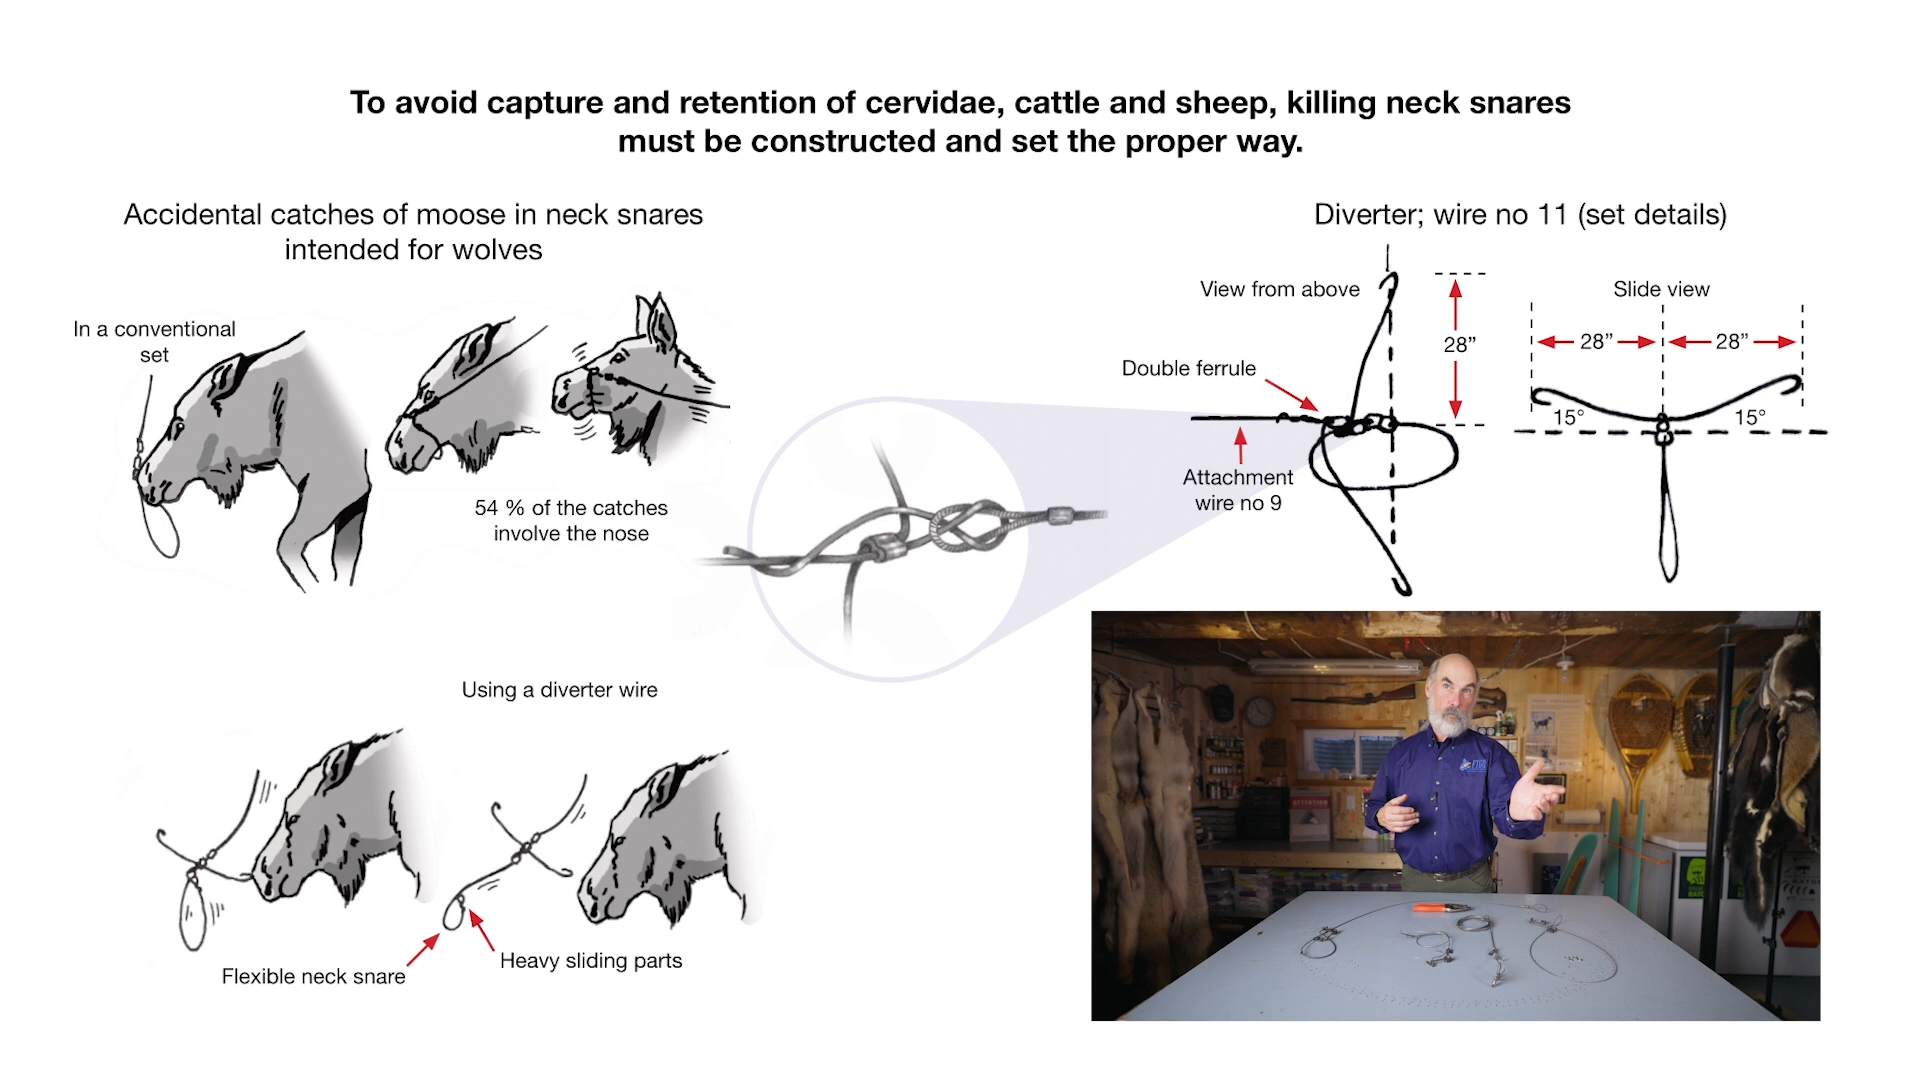 To avoid capture and retention of cervidae, cattle and sheep, killing neck snares
must be constructed and set the proper way.
Accidental catches of moose in neck snares
intended for wolves
In a conventional
set
54 % of the catches
involve the nose
Diverter; wire no 11 (set details)
View from above
Slide view
28”
28”
28”
Double ferrule
15°
15°
Attachment
wire no 9
Using a diverter wire
Flexible neck snare
Heavy sliding parts
ATTENTION